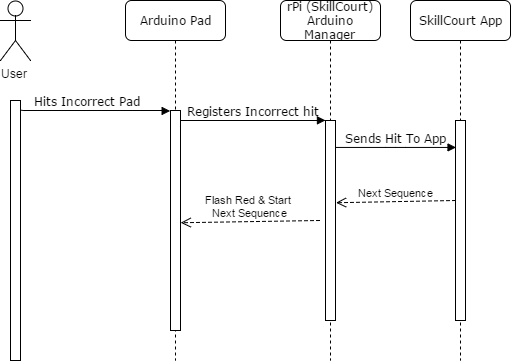 User
Arduino Pad
rPi (SkillCourt)
Arduino
Manager
SkillCourt App
Hits Incorrect Pad
Registers Incorrect hit
Sends Hit To App
Next Sequence
Flash Red & Start
Next Sequence